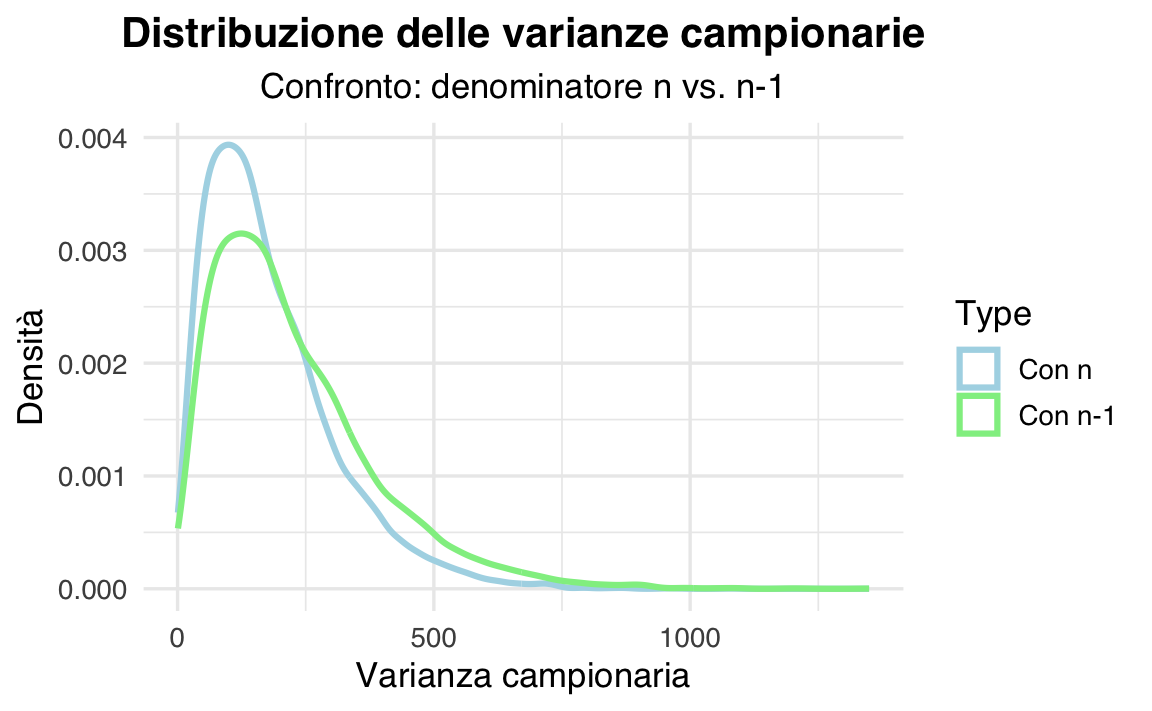 Distribuzione delle varianze campionarie
Confronto: denominatore n vs. n-1
0.004
0.003
0.002
0.001
0.000
Densità
0
500
1000
Varianza campionaria
Type
Con n
Con n-1